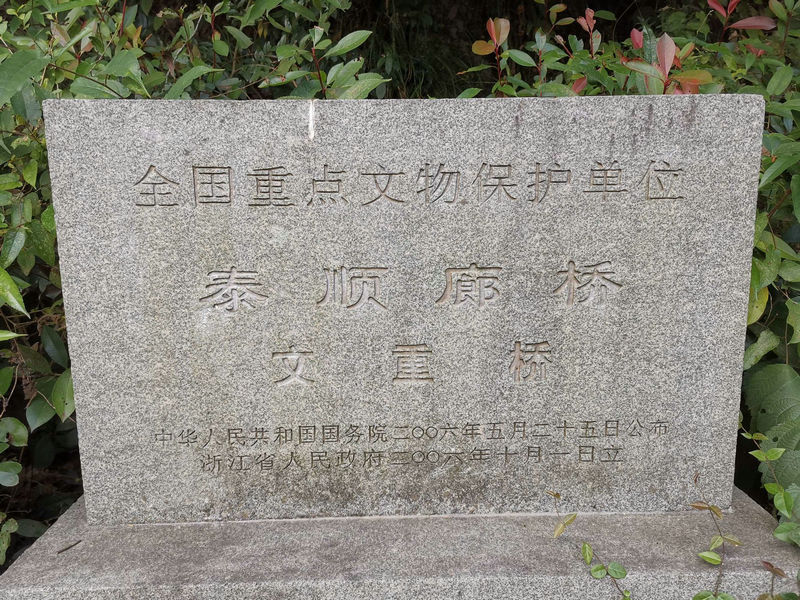 全国重点文物保护单位
泰顺廊桥
文重桥
中华人民共和国国务院二〇〇六年五月二十五日公布
浙江省人民政府二〇〇六年十月一日立